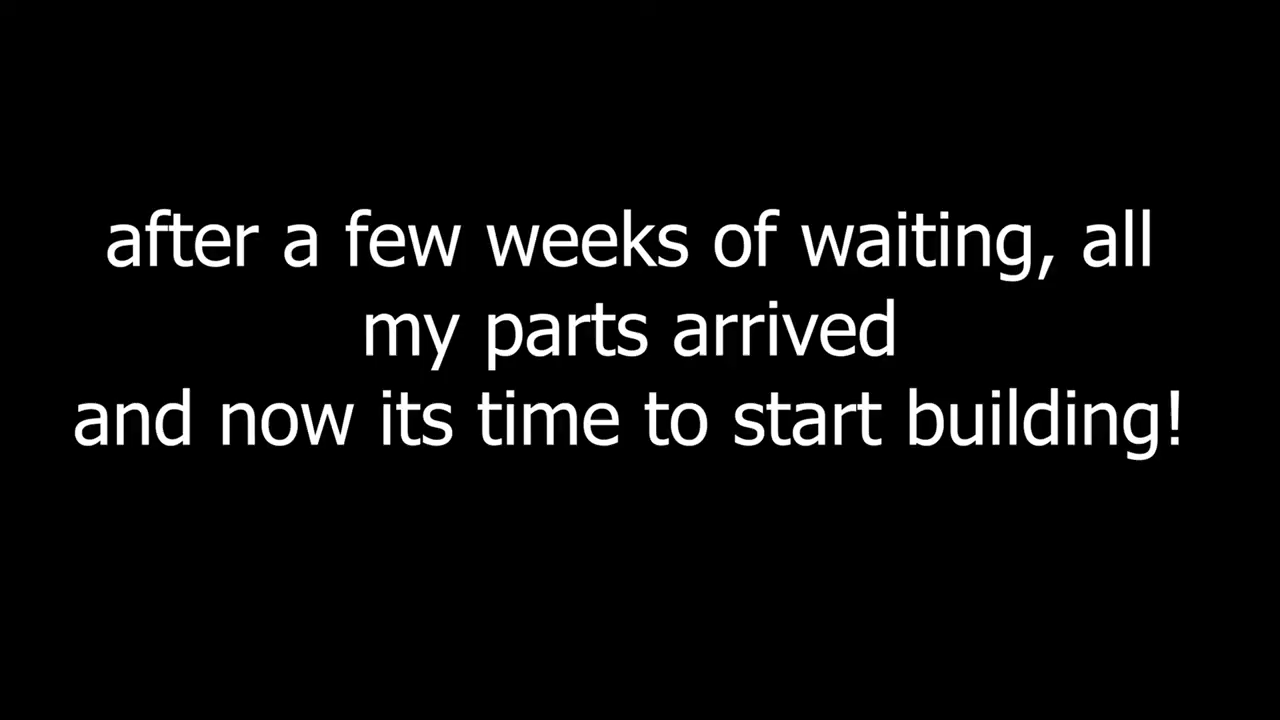 after a few weeks of waiting, all
my parts arrived
and now its time to start building!